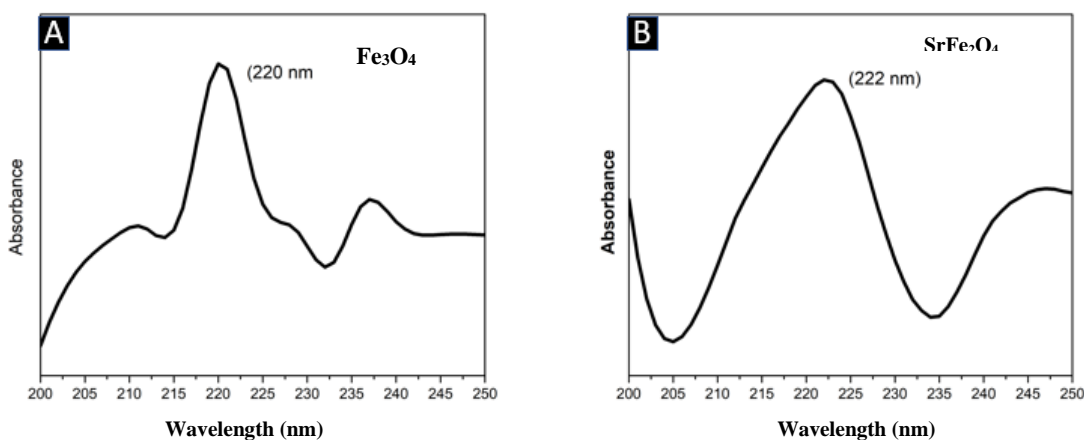 A
Fe₃O₄
(220 nm
Absorbance
200 205 210 215 220 225 230 235 240 245 250
Wavelength (nm)
B
SrFe₂O₄
(222 nm)
Absorbance
200 205 210 215 220 225 230 235 240 245 250
Wavelength (nm)